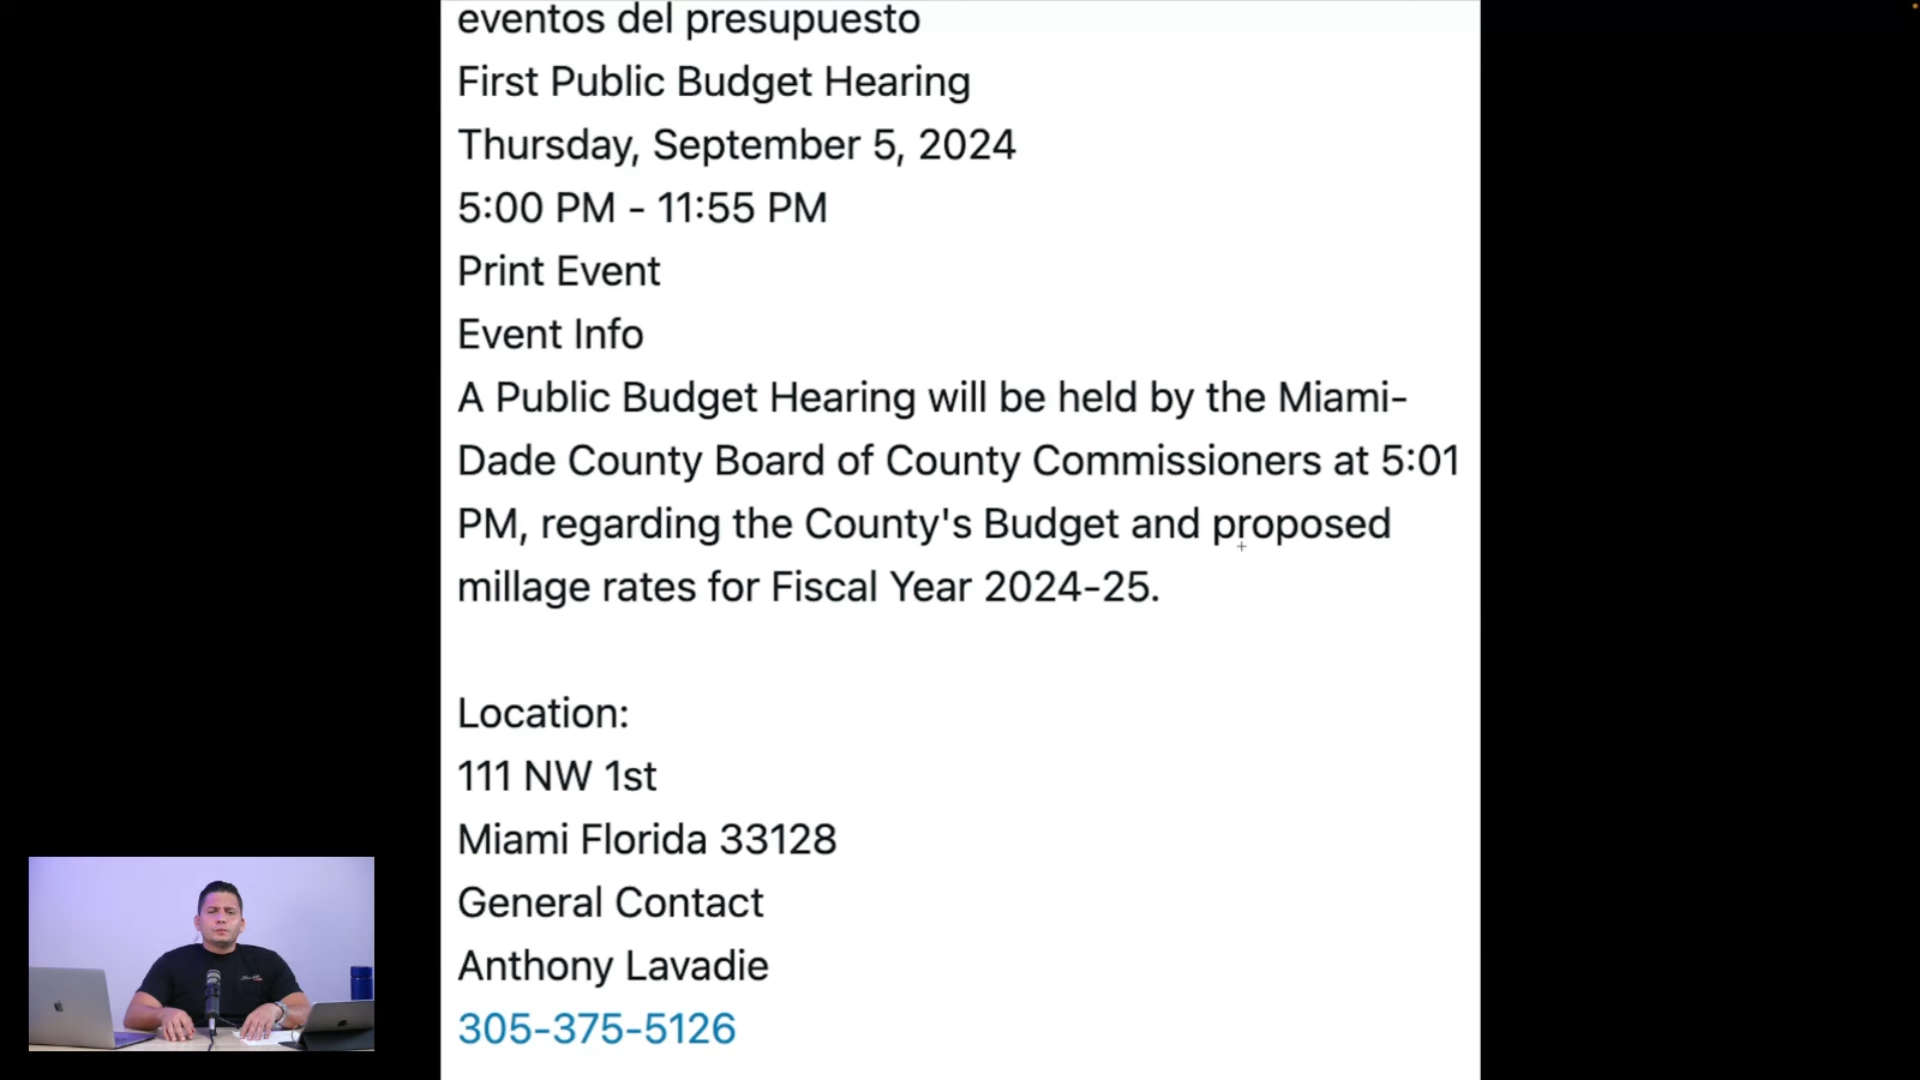 eventos del presupuesto
First Public Budget Hearing
Thursday, September 5, 2024
5:00 PM - 11:55 PM
Print Event
Event Info
A Public Budget Hearing will be held by the Miami-
Dade County Board of County Commissioners at 5:01
PM, regarding the County's Budget and proposed
millage rates for Fiscal Year 2024-25.
Location:
111 NW 1st
Miami Florida 33128
General Contact
Anthony Lavadie
305-375-5126